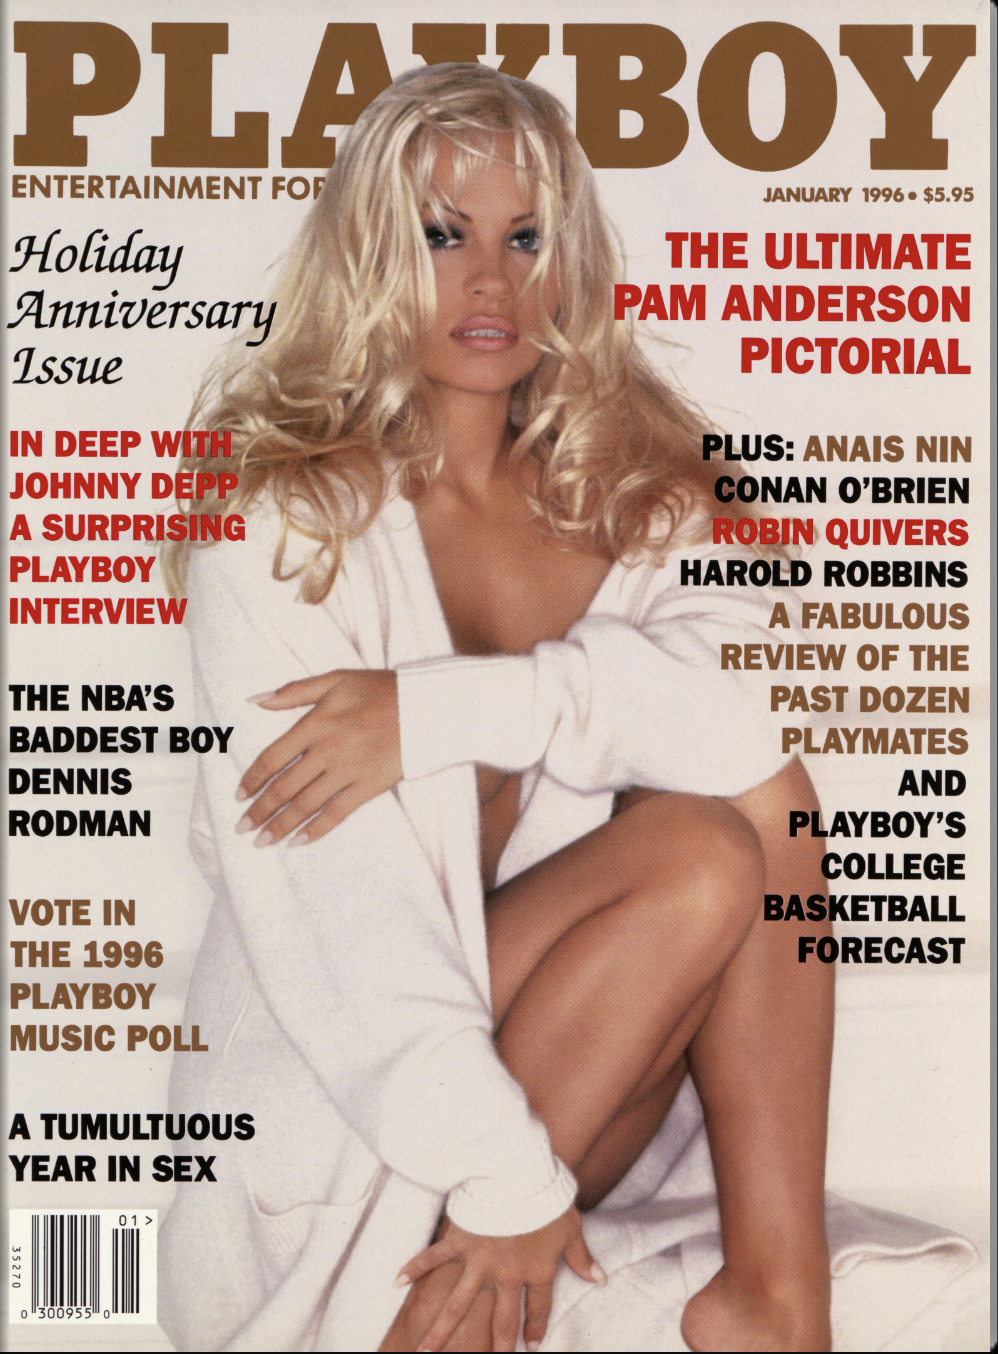 PLAYBOY
ENTERTAINMENT FOR
JANUARY 1996 • $5.95
Holiday
Anniversary
Issue
IN DEEP WITH
JOHNNY DEPP
A SURPRISING
PLAYBOY
INTERVIEW
THE NBA'S
BADDEST BOY
DENNIS
RODMAN
VOTE IN
THE 1996
PLAYBOY
MUSIC POLL
A TUMULTUOUS
YEAR IN SEX
THE ULTIMATE
PAM ANDERSON
PICTORIAL
PLUS: ANAIS NIN
CONAN O'BRIEN
ROBIN QUIVERS
HAROLD ROBBINS
A FABULOUS
REVIEW OF THE
PAST DOZEN
PLAYMATES
AND
PLAYBOY'S
COLLEGE
BASKETBALL
FORECAST
01 >
35270
0 300955 0